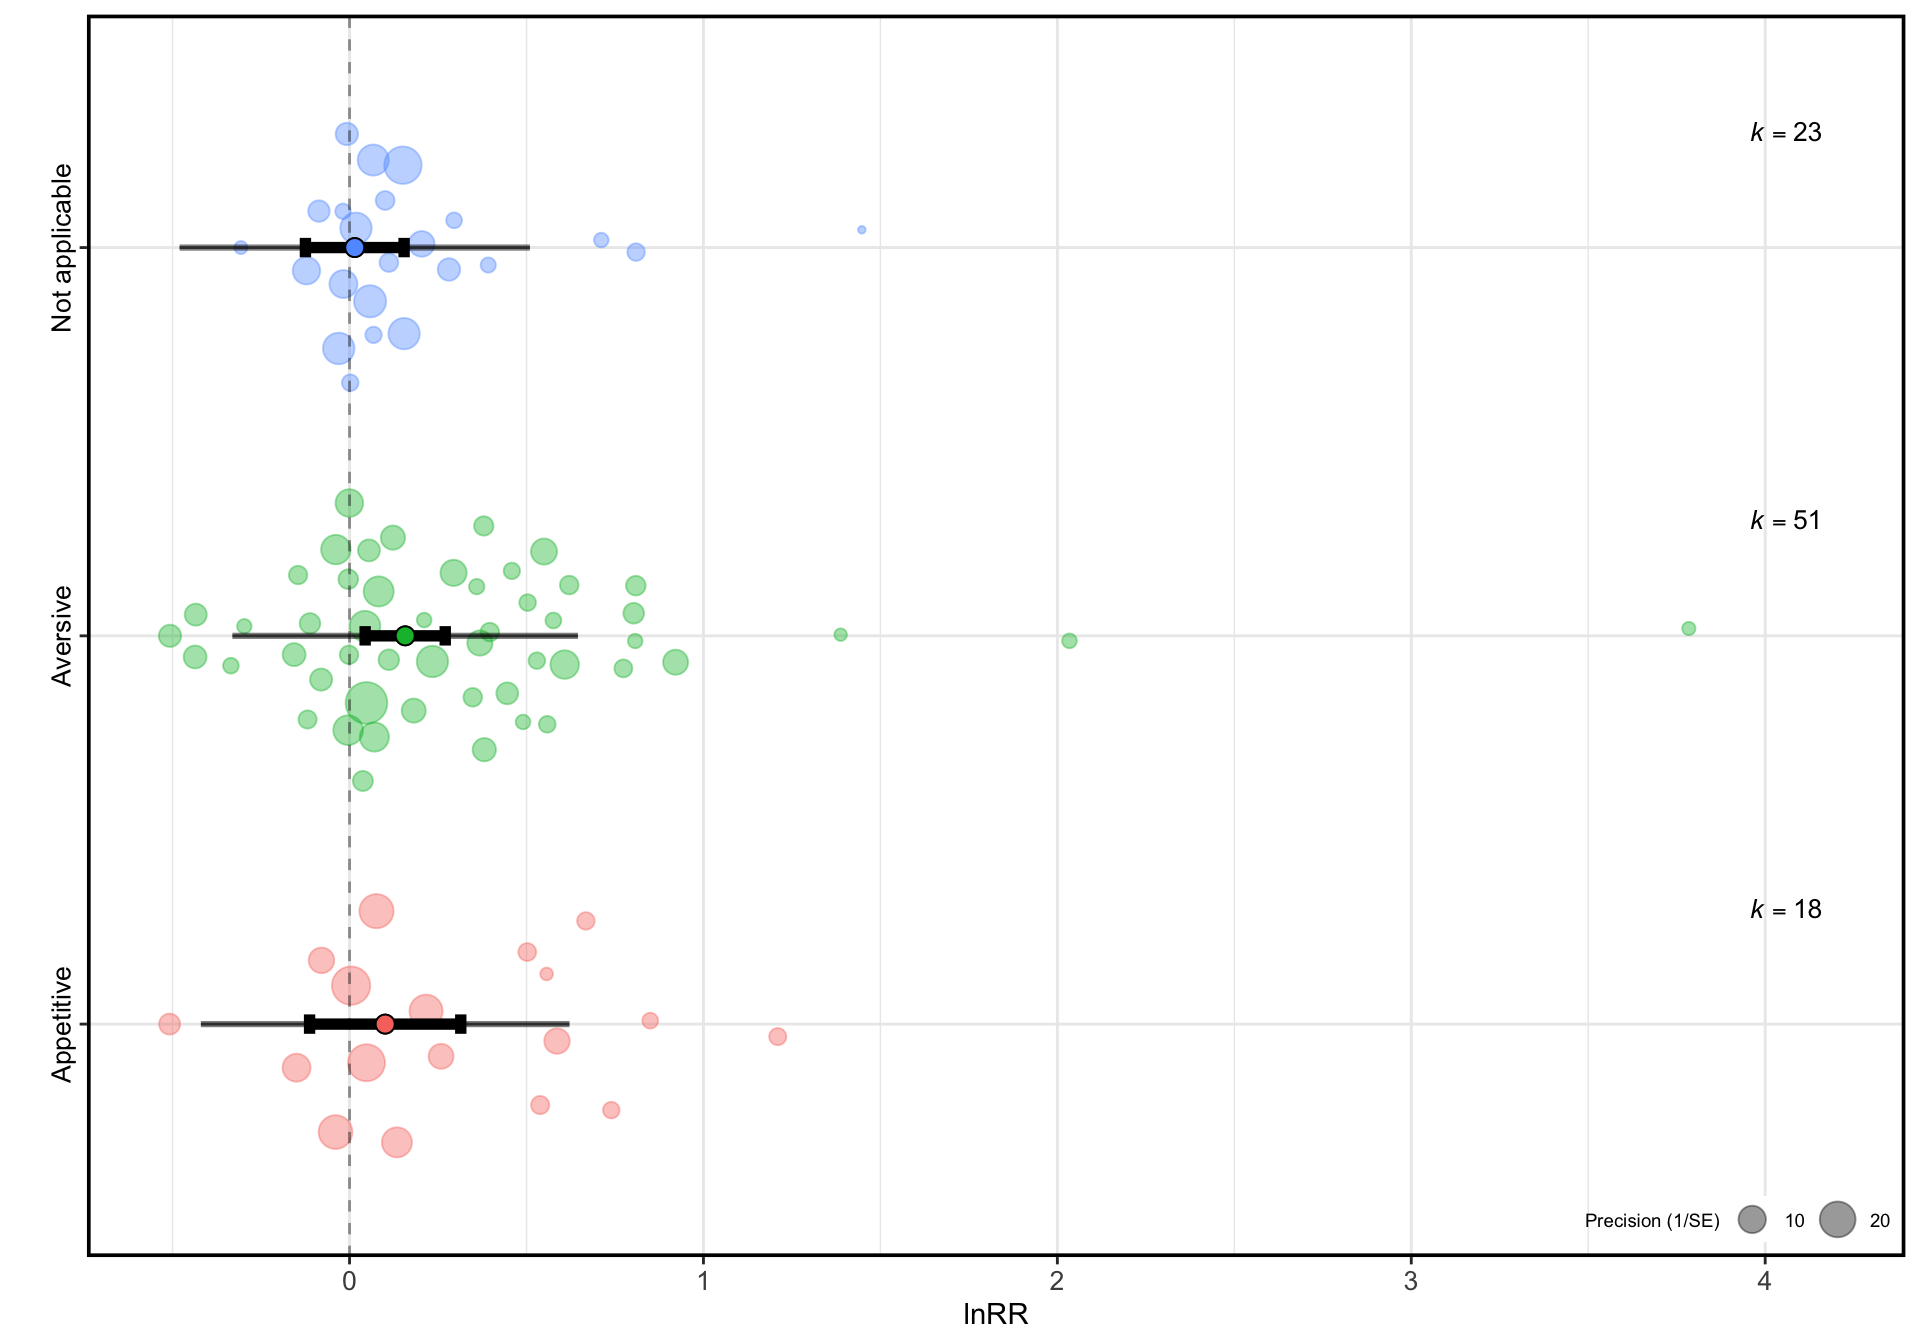 Not applicable
k = 23
Aversive
k = 51
Appetitive
k = 18
Precision (1/SE) 10 20
0 1 2 3 4
lnRR